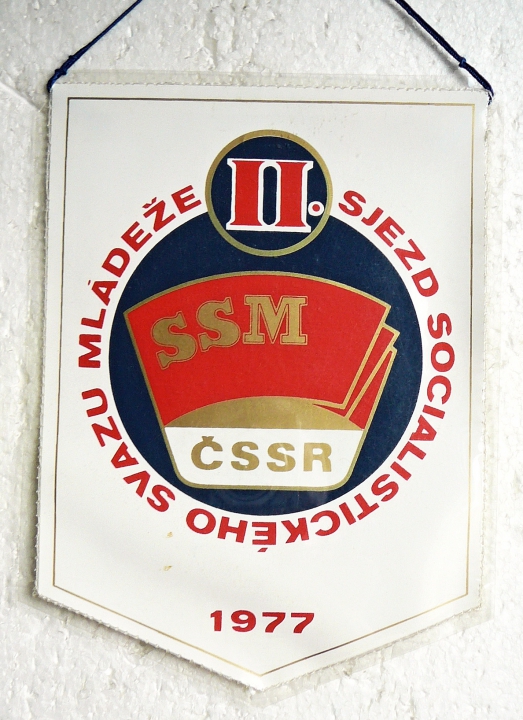 II.
SJEZD SOCIALISTICKÉHO SVAZU MLÁDEŽE
SSM
ČSSR
1977